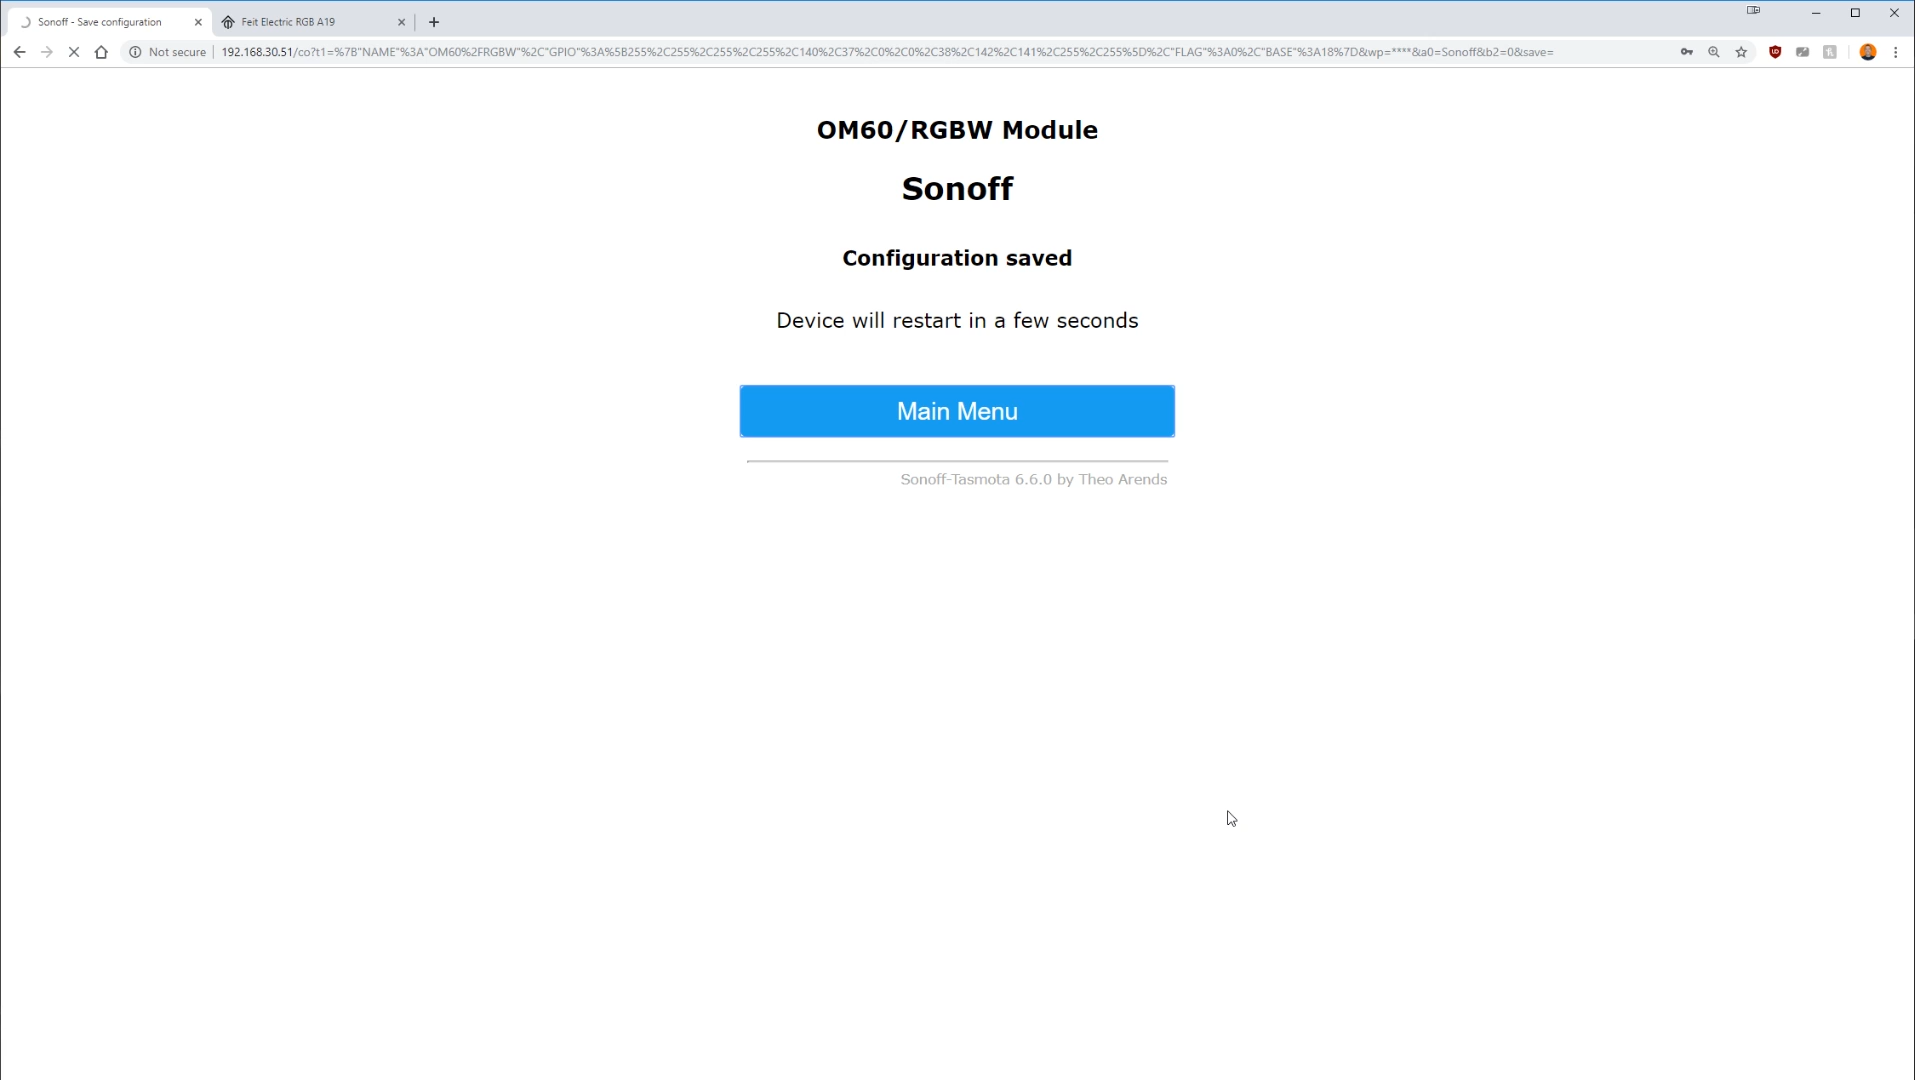 Sonoff - Save configuration
Feit Electric RGB A19
Not secure
192.168.30.51/co?t1=%7B"NAME"%3A"OM60%2FRGBW"%2C"GPIO"%3A%5B255%2C255%2C255%2C255%2C140%2C37%2C0%2C0%2C38%2C142%2C141%2C255%2C255%5D%2C"FLAG"%3A0%2C"BASE"%3A18%7D&wp=****&a0=Sonoff&b2=0&save=
OM60/RGBW Module
Sonoff
Configuration saved
Device will restart in a few seconds
Main Menu
Sonoff-Tasmota 6.6.0 by Theo Arends